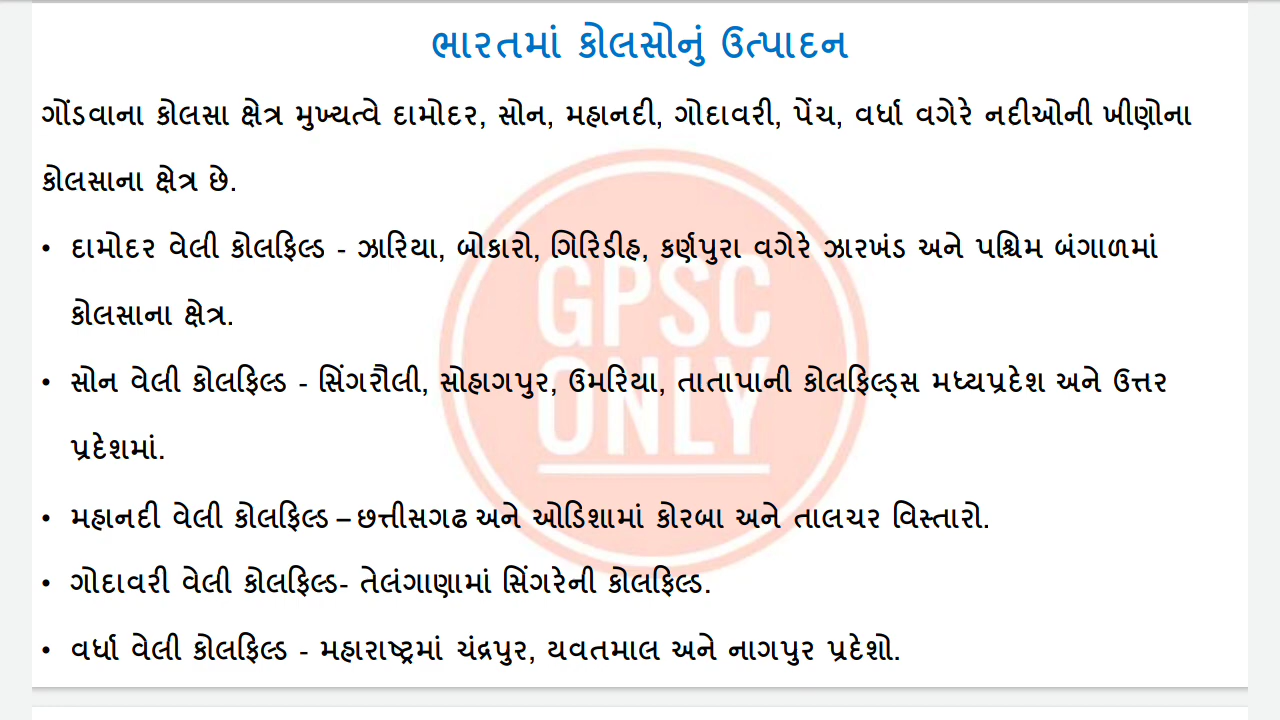 ભારતમાં કોલસોનું ઉત્પાદન
ગોંડવાના કોલસા ક્ષેત્ર મુખ્યત્વે દામોદર, સોન, મહાનદી, ગોદાવરી, પેંચ, વર્ધા વગેરે નદીઓની ખીણોના
કોલસાના ક્ષેત્ર છે.
• દામોદર વેલી કોલફિલ્ડ - ઝારિયા, બોકારો, ગિરિડીહ, કર્ણપુરા વગેરે ઝારખંડ અને પશ્ચિમ બંગાળમાં
કોલસાના ક્ષેત્ર.
• સોન વેલી કોલફિલ્ડ - સિંગરૌલી, સોહાગપુર, ઉમરિયા, તાતાપાની કોલફિલ્ડ્સ મધ્યપ્રદેશ અને ઉત્તર
પ્રદેશમાં.
• મહાનદી વેલી કોલફિલ્ડ – છત્તીસગઢ અને ઓડિશામાં કોરબા અને તાલચર વિસ્તારો.
• ગોદાવરી વેલી કોલફિલ્ડ- તેલંગાણામાં સિંગરેની કોલફિલ્ડ.
• વર્ધા વેલી કોલફિલ્ડ - મહારાષ્ટ્રમાં ચંદ્રપુર, યવતમાલ અને નાગપુર પ્રદેશો.
GPSC
ONLY